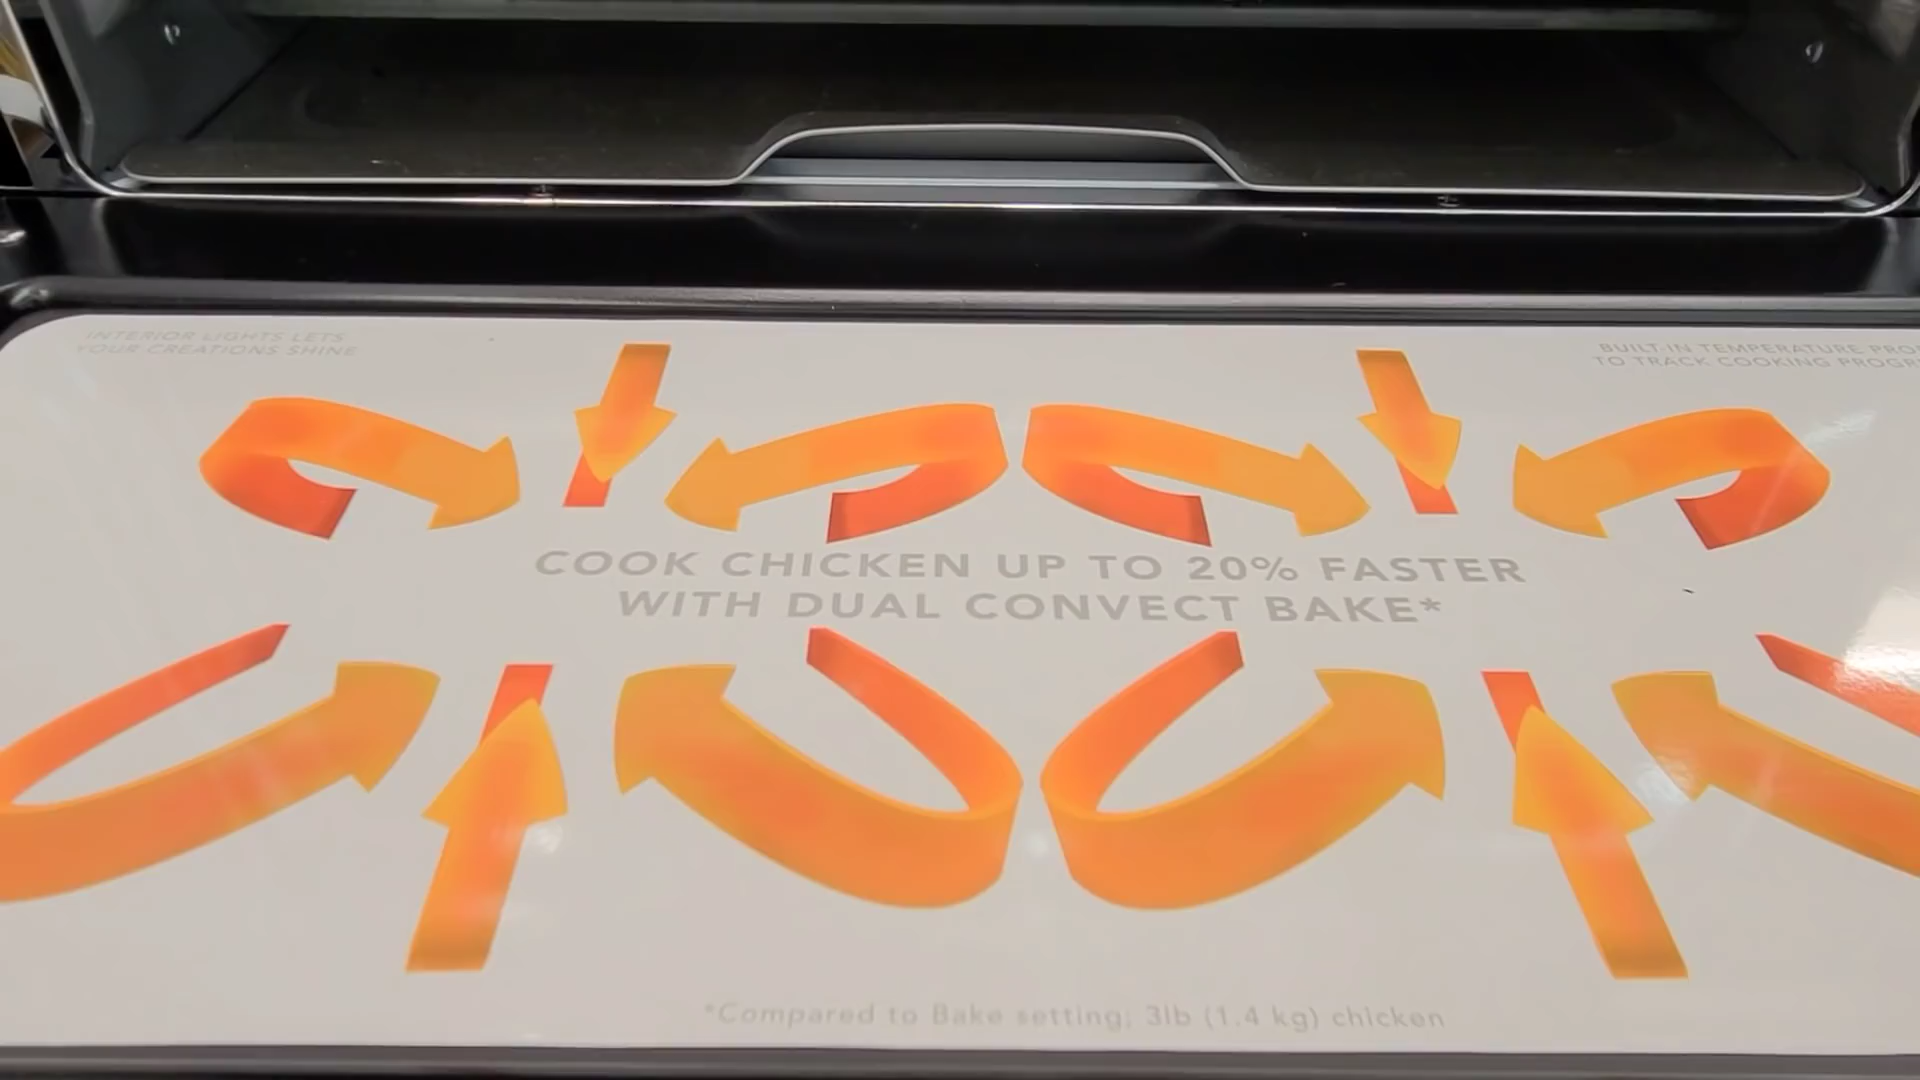 INTERIOR LIGHTS LETS
YOUR CREATIONS SHINE
BUILT-IN TEMPERATURE
TO TRACK COOKING
COOK CHICKEN UP TO 20% FASTER
WITH DUAL CONVECT BAKE*
*Compared to Bake setting; 3lb (1.4 kg) chicken